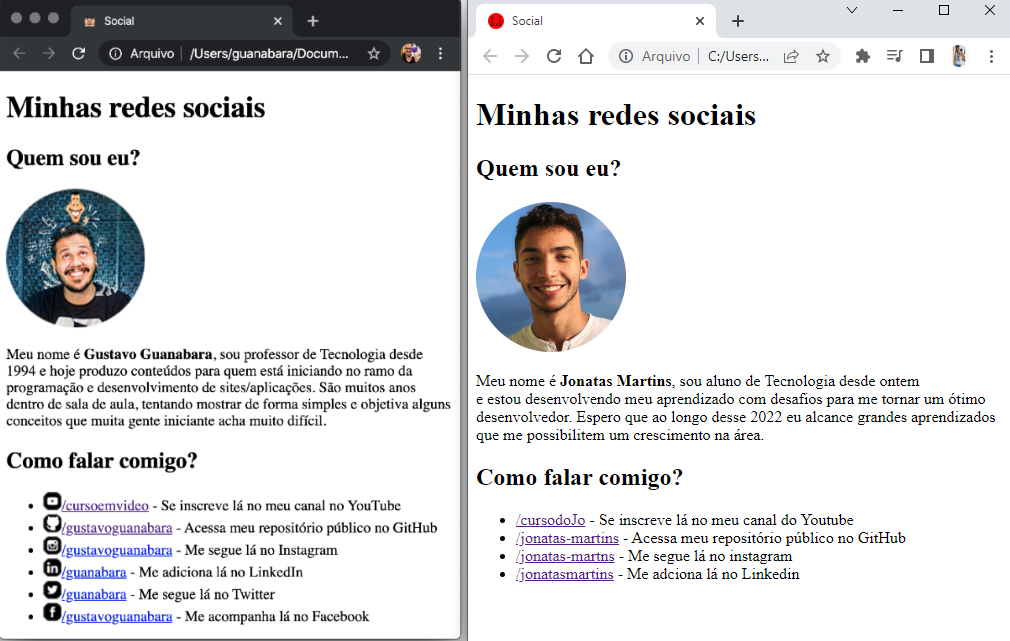 Social
Arquivo
/Users/guanabara/Docum...
Minhas redes sociais
Quem sou eu?
Meu nome é Gustavo Guanabara, sou professor de Tecnologia desde
1994 e hoje produzo conteúdos para quem está iniciando no ramo da
programação e desenvolvimento de sites/aplicações. São muitos anos
dentro de sala de aula, tentando mostrar de forma simples e objetiva alguns
conceitos que muita gente iniciante acha muito difícil.
Como falar comigo?
/cursoemvideo - Se inscreve lá no meu canal no YouTube
/gustavoguanabara - Acessa meu repositório público no GitHub
/gustavoguanabara - Me segue lá no Instagram
/guanabara - Me adiciona lá no LinkedIn
/guanabara - Me segue lá no Twitter
/gustavoguanabara - Me acompanha lá no Facebook
Social
Arquivo
C:/Users...
Minhas redes sociais
Quem sou eu?
Meu nome é Jonatas Martins, sou aluno de Tecnologia desde ontem
e estou desenvolvendo meu aprendizado com desafios para me tornar um ótimo
desenvolvedor. Espero que ao longo desse 2022 eu alcance grandes aprendizados
que me possibilitem um crescimento na área.
Como falar comigo?
/cursodoJo - Se inscreve lá no meu canal do Youtube
/jonatas-martins - Acessa meu repositório público no GitHub
/jonatas-martns - Me segue lá no instagram
/jonatasmartins - Me adciona lá no Linkedin